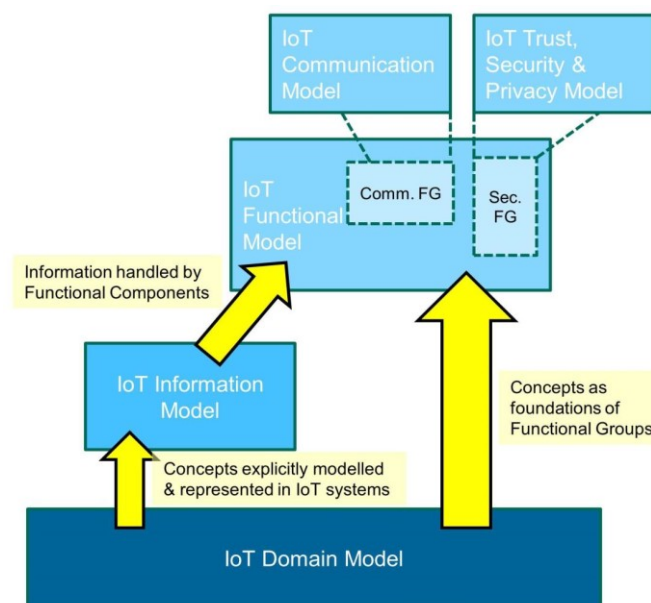 IoT
Communication
Model
IoT Trust,
Security &
Privacy Model
IoT
Functional
Model
Comm. FG
Sec.
FG
Information handled by
Functional Components
IoT Information
Model
Concepts as
foundations of
Functional Groups
Concepts explicitly modelled
& represented in IoT systems
IoT Domain Model